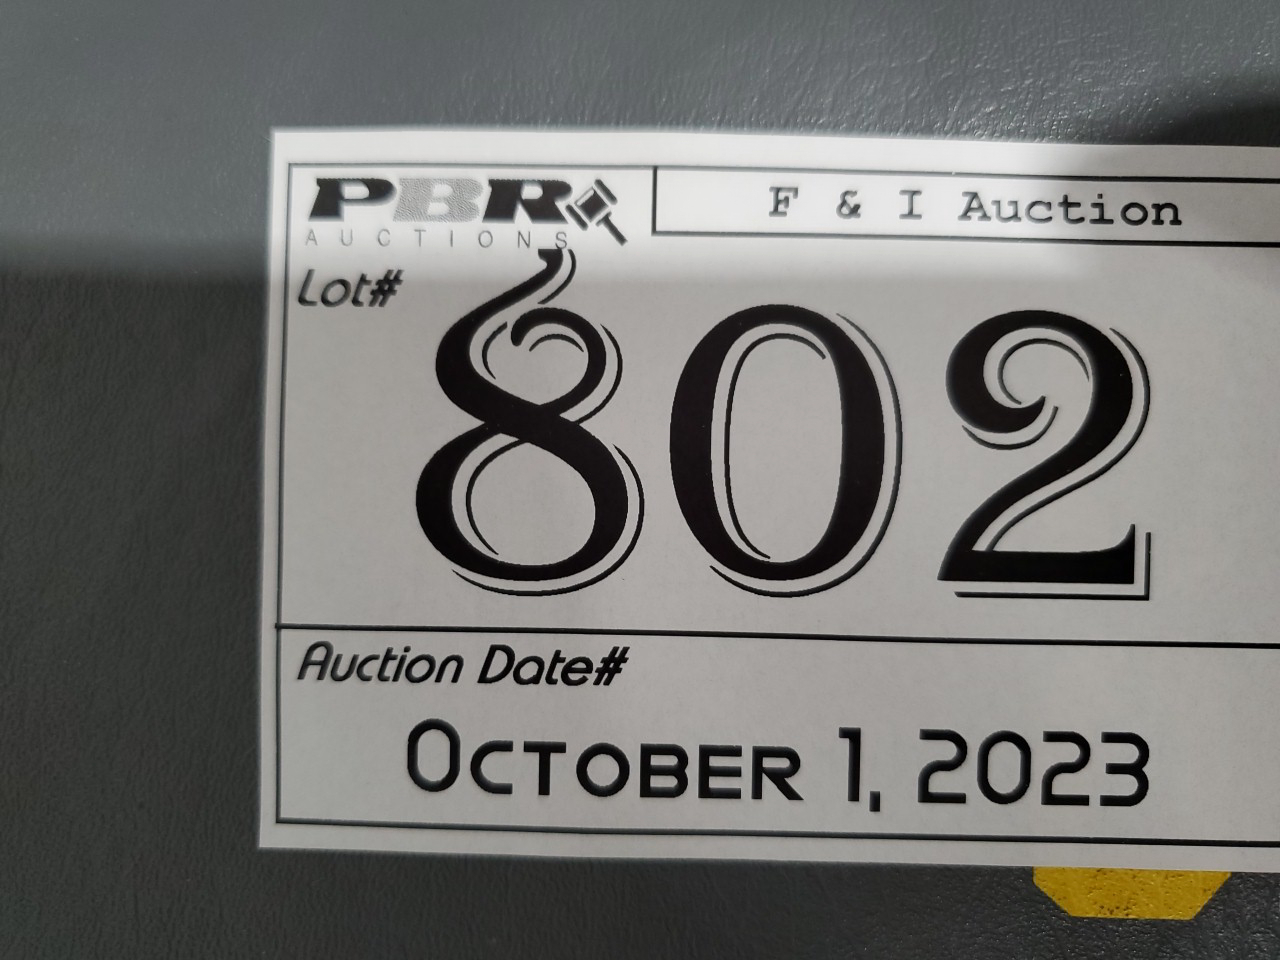 PBR
AUCTIONS
F & I Auction
Lot#
802
Auction Date#
October 1, 2023